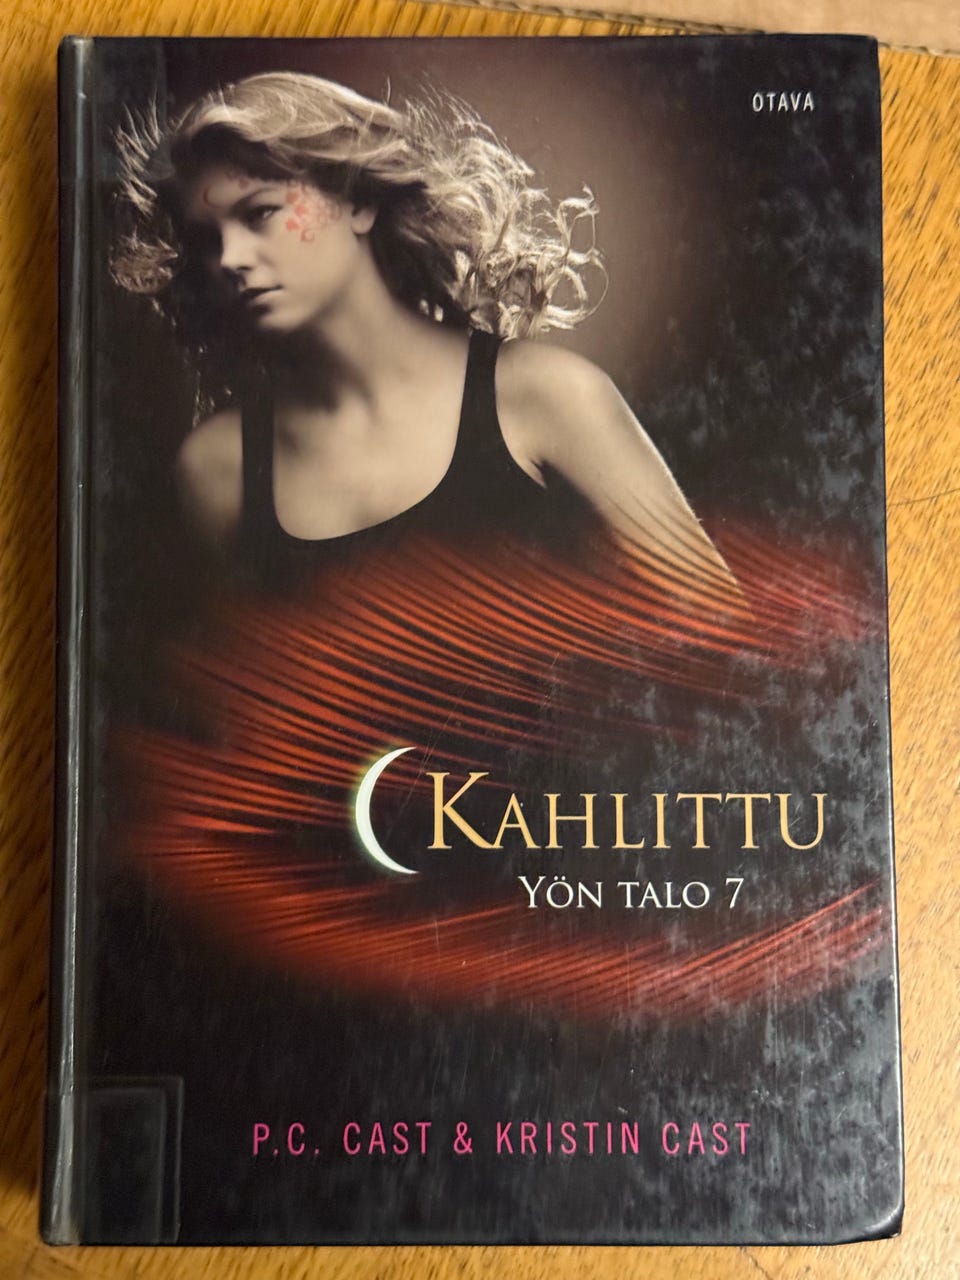 OTAVA
KAHLITTU
YÖN TALO 7
P.C. CAST & KRISTIN CAST